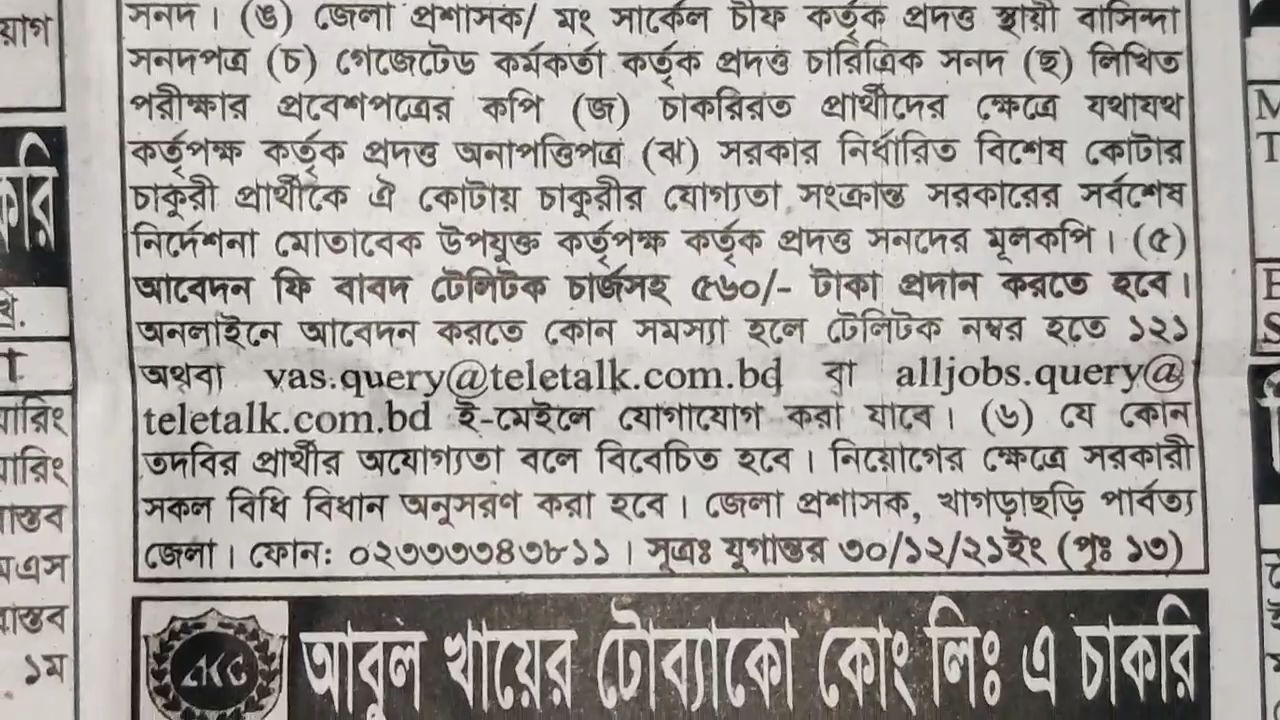 সনদ। (ঙ) জেলা প্রশাসক/ মং সার্কেল চীফ কর্তৃক প্রদত্ত স্থায়ী বাসিন্দা
সনদপত্র (চ) গেজেটেড কর্মকর্তা কর্তৃক প্রদত্ত চারিত্রিক সনদ (ছ) লিখিত
পরীক্ষার প্রবেশপত্রের কপি (জ) চাকরিরত প্রার্থীদের ক্ষেত্রে যথাযথ
কর্তৃপক্ষ কর্তৃক প্রদত্ত অনাপত্তিপত্র (ঝ) সরকার নির্ধারিত বিশেষ কোটার
চাকুরী প্রার্থীকে ঐ কোটায় চাকুরীর যোগ্যতা সংক্রান্ত সরকারের সর্বশেষ
নির্দেশনা মোতাবেক উপযুক্ত কর্তৃপক্ষ কর্তৃক প্রদত্ত সনদের মূলকপি। (৫)
আবেদন ফি বাবদ টেলিটক চার্জসহ ৫৬০/- টাকা প্রদান করতে হবে।
অনলাইনে আবেদন করতে কোন সমস্যা হলে টেলিটক নম্বর হতে ১২১
অথবা vas.query@teletalk.com.bd বা alljobs.query@
teletalk.com.bd ই-মেইলে যোগাযোগ করা যাবে। (৬) যে কোন
তদবির প্রার্থীর অযোগ্যতা বলে বিবেচিত হবে। নিয়োগের ক্ষেত্রে সরকারী
সকল বিধি বিধান অনুসরণ করা হবে। জেলা প্রশাসক, খাগড়াছড়ি পার্বত্য
জেলা। ফোন: ০২৩৩৩৩৪৩৮১১। সূত্রঃ যুগান্তর ৩০/১২/২১ইং (পৃঃ ১৩)
AKC
আবুল খায়ের টোব্যাকো কোং লিঃ এ চাকরি